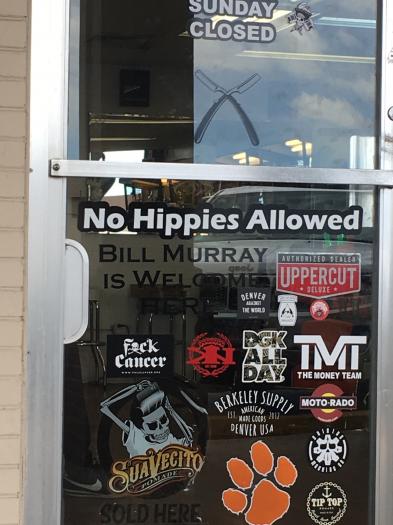 SUNDAY
CLOSED
No Hippies Allowed
BILL MURRAY
IS WELCOME
HERE
AUTHORIZED DEALER
UPPERCUT
DELUXE
DENVER
AGAINST
THE WORLD
F☠ck
Cancer
DGK
ALL
DAY
TMT
THE MONEY TEAM
MOTO-RADO
BERKELEY SUPPLY
EST. AMERICAN 2012
MADE GOODS
DENVER USA
SUAVECITO
POMADE
SOLD HERE
TIP TOP